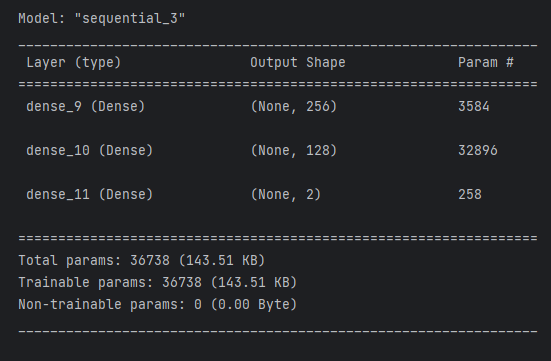 Model: "sequential_3"
_________________________________________________________________
Layer (type) Output Shape Param #
=================================================================
dense_9 (Dense) (None, 256) 3584
dense_10 (Dense) (None, 128) 32896
dense_11 (Dense) (None, 2) 258
=================================================================
Total params: 36738 (143.51 KB)
Trainable params: 36738 (143.51 KB)
Non-trainable params: 0 (0.00 Byte)
_________________________________________________________________